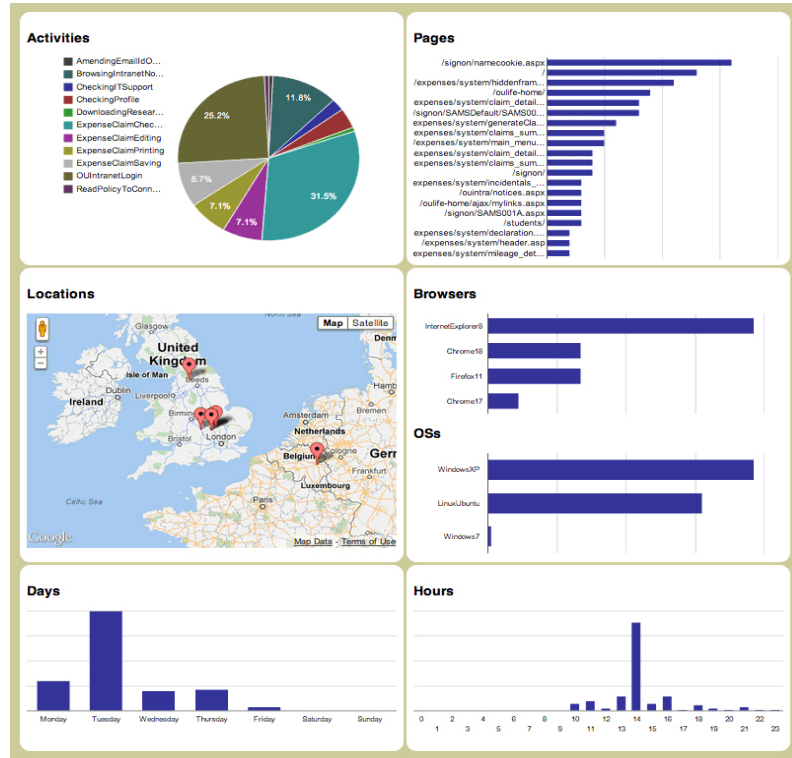 Activities
AmendingEmailIdO...
BrowsingIntranetNo...
CheckingITSupport
CheckingProfile
DownloadingResear...
ExpenseClaimChec...
ExpenseClaimEditing
ExpenseClaimPrinting
ExpenseClaimSaving
OUIntranetLogin
ReadPolicyToConn...
11.8%
25.2%
31.5%
8.7%
7.1%
7.1%
Pages
/signon/namecookie.aspx
/
/expenses/system/hiddenfram...
/oulife-home/
expenses/system/claim_detail...
/signon/SAMSDefault/SAMS00...
expenses/system/generateCla...
expenses/system/claims_sum...
/expenses/system/main_menu...
expenses/system/claim_detail...
expenses/system/claims_sum...
/signon/
expenses/system/incidentals_...
/ouintra/notices.aspx
/oulife-home/ajax/mylinks.aspx
/signon/SAMS001A.aspx
/students/
expenses/system/declaration....
/expenses/system/header.asp
expenses/system/mileage_det...
Locations
North Sea
Map Satellite
Glasgow
United
Kingdom
Denm
Isle of Man
Leeds
Dublin
Liverpool
Hamb
Ireland
Birmin
Amsterdam
Bremen
Netherlands
Bristol
London
Belgium
Cologne
Ger
Frankfurt
Luxembourg
Celtic Sea
Paris
Google
Map Data - Terms of Use
Browsers
InternetExplorer8
Chrome18
Firefox11
Chrome17
OSs
WindowsXP
LinuxUbuntu
Windows7
Days
Monday Tuesday Wednesday Thursday Friday Saturday Sunday
Hours
0 2 4 6 8 10 12 14 16 18 20 22
1 3 5 7 9 11 13 15 17 19 21 23